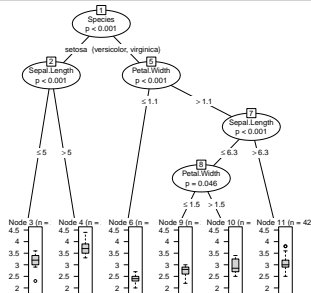 1
Species
p < 0.001
setosa {versicolor, virginica}
2
Sepal.Length
p < 0.001
5
Petal.Width
p < 0.001
≤ 1.1 > 1.1
7
Sepal.Length
p < 0.001
≤ 5 > 5
≤ 6.3 > 6.3
8
Petal.Width
p = 0.046
≤ 1.5 > 1.5
Node 3 (n = Node 4 (n = Node 6 (n = Node 9 (n = Node 10 (n = Node 11 (n = 42
4.5 4.5 4.5 4.5 4.5 4.5
4 4 4 4 4 4
3.5 3.5 3.5 3.5 3.5 3.5
3 3 3 3 3 3
2.5 2.5 2.5 2.5 2.5 2.5
2 2 2 2 2 2